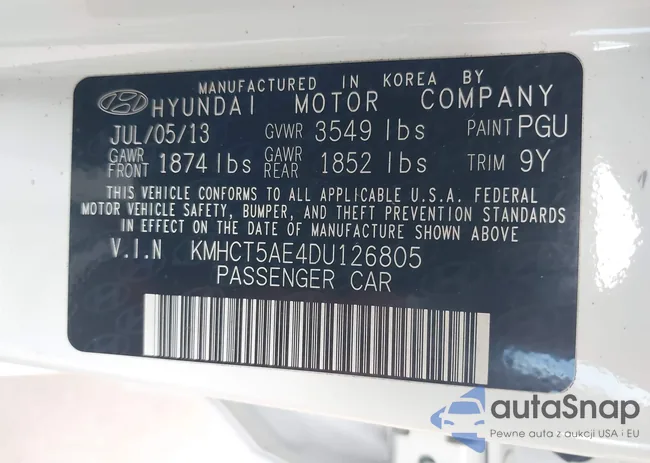 MANUFACTURED IN KOREA BY
HYUNDAI MOTOR COMPANY
JUL/05/13 GVWR 3549 lbs PAINT PGU
GAWR FRONT 1874 lbs GAWR REAR 1852 lbs TRIM 9Y
THIS VEHICLE CONFORMS TO ALL APPLICABLE U.S.A. FEDERAL
MOTOR VEHICLE SAFETY, BUMPER, AND THEFT PREVENTION STANDARDS
IN EFFECT ON THE DATE OF MANUFACTURE SHOWN ABOVE.
V.I.N KMHCT5AE4DU126805
PASSENGER CAR
autaSnap
Pewne auta z aukcji USA i EU